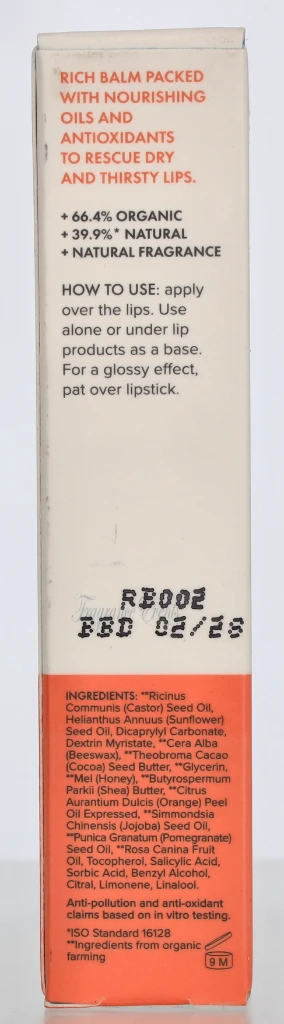 RICH BALM PACKED
WITH NOURISHING
OILS AND
ANTIOXIDANTS
TO RESCUE DRY
AND THIRSTY LIPS.
+ 66.4% ORGANIC
+ 39.9%* NATURAL
+ NATURAL FRAGRANCE
HOW TO USE: apply
over the lips. Use
alone or under lip
products as a base.
For a glossy effect,
pat over lipstick.
RB002
BBD 02/28
INGREDIENTS: **Ricinus
Communis (Castor) Seed Oil,
Helianthus Annuus (Sunflower)
Seed Oil, Dicaprylyl Carbonate,
Dextrin Myristate, **Cera Alba
(Beeswax), **Theobroma Cacao
(Cocoa) Seed Butter, **Glycerin,
**Mel (Honey), **Butyrospermum
Parkii (Shea) Butter, **Citrus
Aurantium Dulcis (Orange) Peel
Oil Expressed, **Simmondsia
Chinensis (Jojoba) Seed Oil,
**Punica Granatum (Pomegranate)
Seed Oil, **Rosa Canina Fruit
Oil, Tocopherol, Salicylic Acid,
Sorbic Acid, Benzyl Alcohol,
Citral, Limonene, Linalool.
Anti-pollution and anti-oxidant
claims based on in vitro testing.
*ISO Standard 16128
**Ingredients from organic
farming
9 M